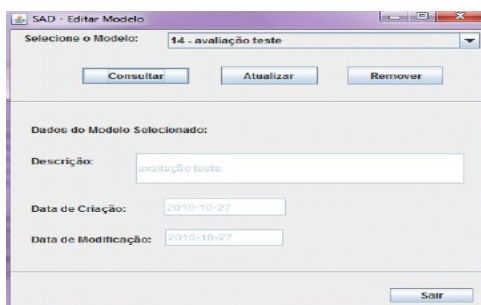 SAD - Editar Modelo
Selecione o Modelo: 14 - avaliação teste
Consultar Atualizar Remover
Dados do Modelo Selecionado:
Descrição: avaliação teste
Data de Criação: 2010-10-27
Data de Modificação: 2010-10-27
Sair